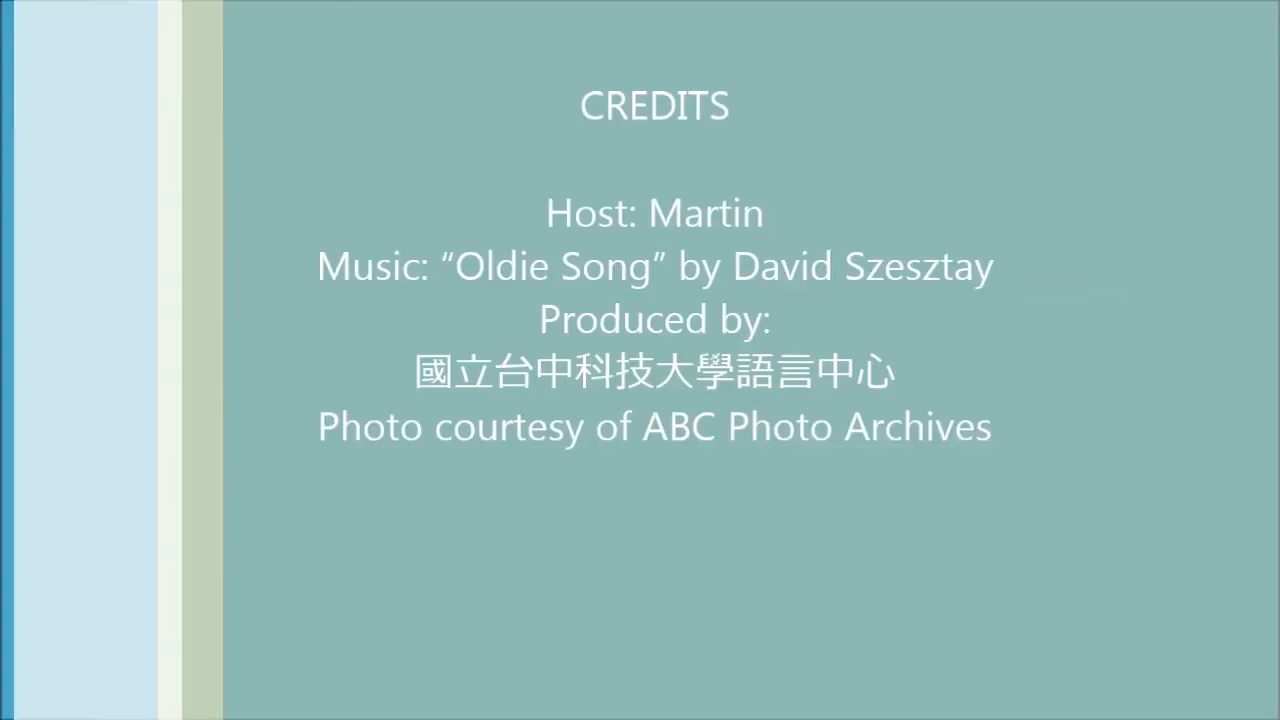 CREDITS
Host: Martin
Music: “Oldie Song” by David Szesztay
Produced by:
國立台中科技大學語言中心
Photo courtesy of ABC Photo Archives